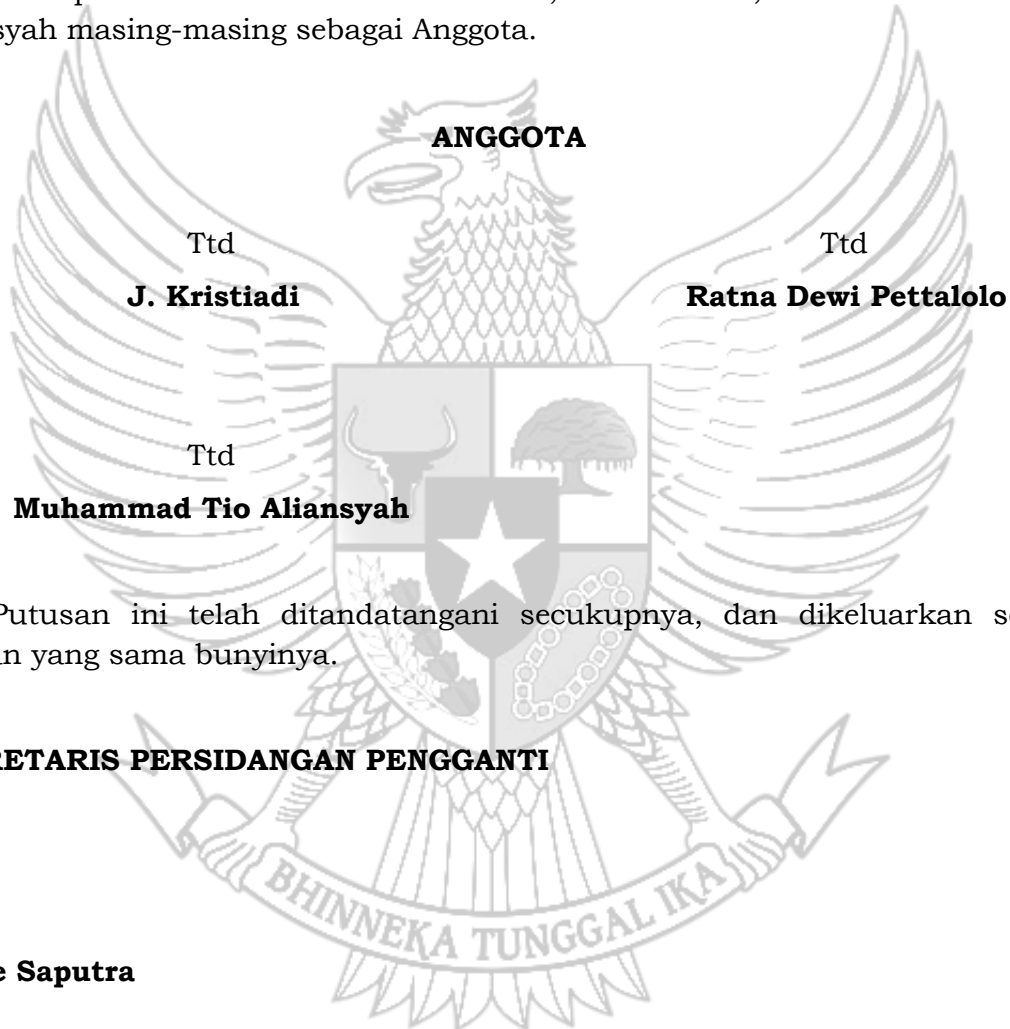 syah masing-masing sebagai Anggota.
ANGGOTA
Ttd Ttd
J. Kristiadi Ratna Dewi Pettalolo
Ttd
Muhammad Tio Aliansyah
Putusan ini telah ditandatangani secukupnya, dan dikeluarkan se
n yang sama bunyinya.
RETARIS PERSIDANGAN PENGGANTI
e Saputra
BHINNEKA TUNGGAL IKA